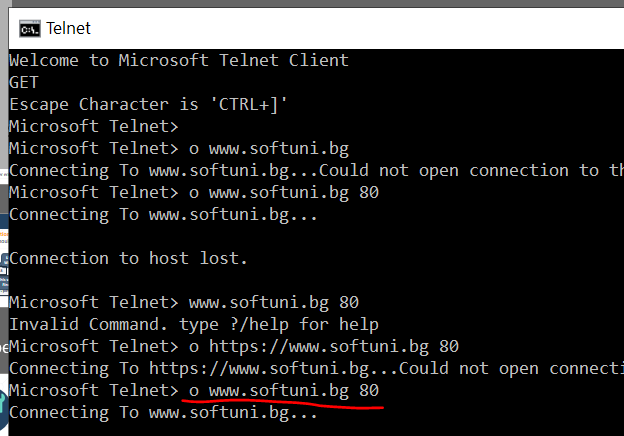 Telnet
Welcome to Microsoft Telnet Client
GET
Escape Character is 'CTRL+]'
Microsoft Telnet>
Microsoft Telnet> o www.softuni.bg
Connecting To www.softuni.bg...Could not open connection to
Microsoft Telnet> o www.softuni.bg 80
Connecting To www.softuni.bg...
Connection to host lost.
Microsoft Telnet> www.softuni.bg 80
Invalid Command. type ?/help for help
Microsoft Telnet> o https://www.softuni.bg 80
Connecting To https://www.softuni.bg...Could not open
Microsoft Telnet> o www.softuni.bg 80
Connecting To www.softuni.bg...